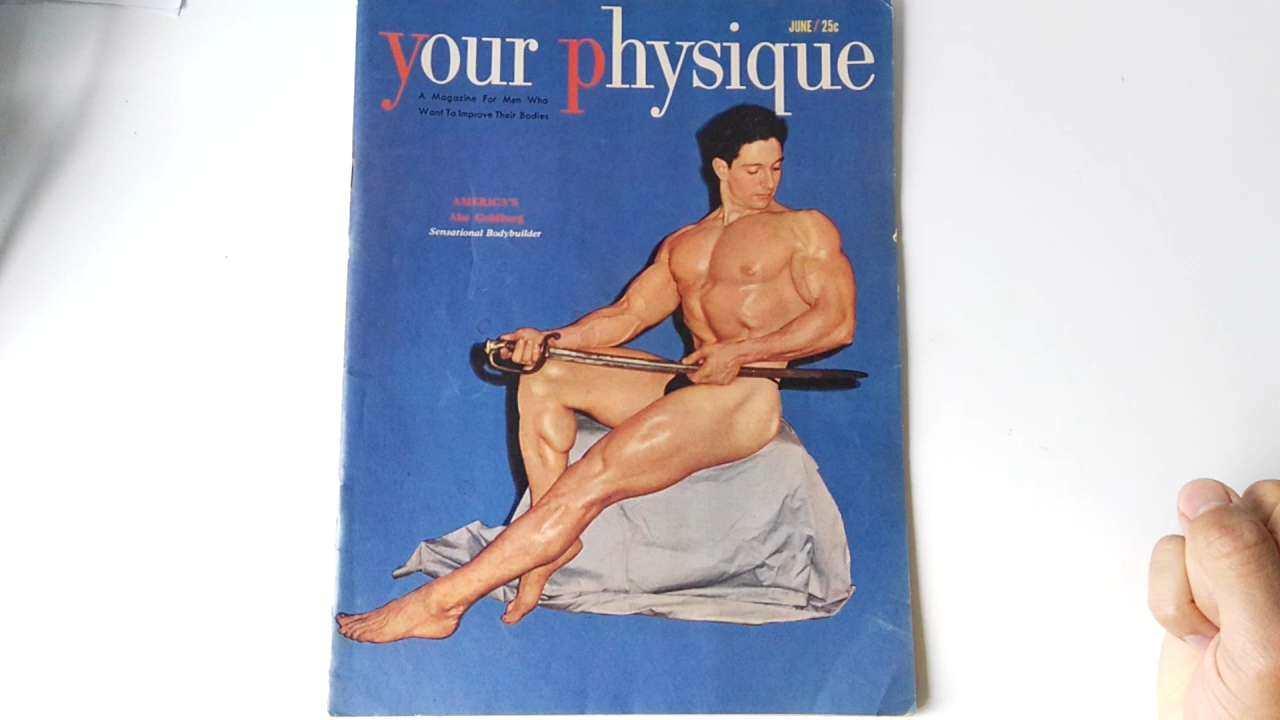 JUNE / 25c
your physique
A Magazine For Men Who
Want To Improve Their Bodies
AMERICA'S
Abe Goldberg
Sensational Bodybuilder